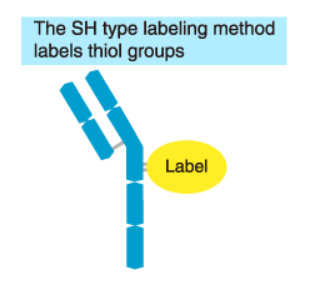 The SH type labeling method
labels thiol groups
Label